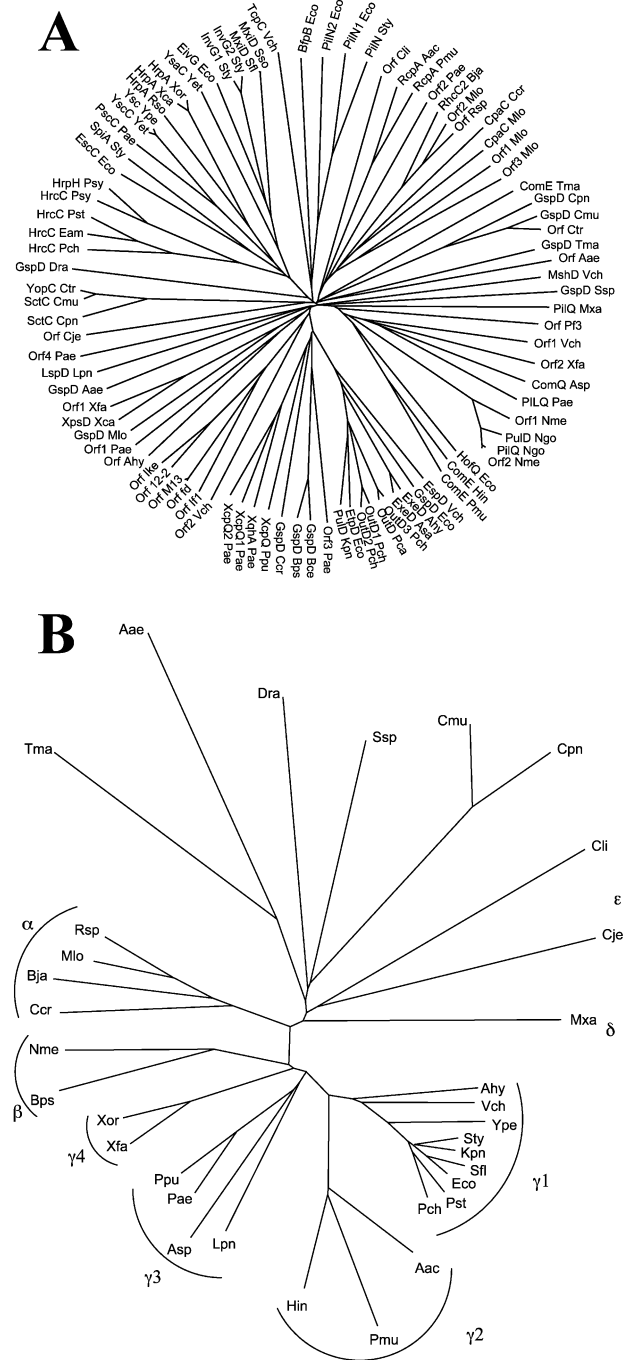 A
TcpC Vch
BfpB Eco
PilN2 Eco
PilN1 Eco
PilN Sty
Orf Cli
RcpA Aac
RcpA Pmu
Orf2 Pae
RhcC2 Bja
Orf2 Mlo
Orf Rsp
CpaC Ccr
CpaC Mlo
Orf1 Mlo
Orf3 Mlo
ComE Tma
GspD Cpn
GspD Cmu
Orf Ctr
GspD Tma
Orf Aae
MshD Vch
GspD Ssp
PilQ Mxa
Orf Pf3
Orf1 Vch
Orf2 Xfa
ComQ Asp
PILQ Pae
Orf1 Nme
PulD Ngo
PilQ Ngo
Orf2 Nme
HofQ Eco
ComE Hin
ComE Pmu
EspD Vch
GspD Eco
ExeD Ahy
ExeD Asa
OutD3 Pch
OutD Pca
OutD1 Pch
OutD2 Pch
EtpD Eco
PulD Kpn
Orf3 Pae
GspD Bce
GspD Bps
GspD Ccr
XcpQ Ppu
XqhA Pae
XcpQ1 Pae
XcpQ2 Pae
Orf2 Vch
Orf If1
Orf fd
Orf M13
Orf 12-2
Orf Ike
Orf Ahy
Orf1 Pae
GspD Mlo
XpsD Xca
Orf1 Xfa
GspD Aae
LspD Lpn
Orf4 Pae
Orf Cje
SctC Cpn
SctC Cmu
YopC Ctr
GspD Dra
HrcC Pch
HrcC Eam
HrcC Pst
HrcC Psy
HrpH Psy
EscC Eco
SpiA Sty
PscC Pae
YscC Yet
Ysc Ype
HrpA Rso
HrpA Xca
HrpA Xor
YsaC Yet
EivG Eco
InvG1 Sty
InvG2 Sty
MxiD Sfl
MxiD Sso
B
Aae
Dra
Ssp
Cmu
Cpn
Tma
Cli
ε
Cje
Mxa
δ
α
Rsp
Mlo
Bja
Ccr
Nme
Bps
β
Xor
Xfa
γ4
Ppu
Pae
Asp
Lpn
γ3
Ahy
Vch
Ype
Sty
Kpn
Sfl
Eco
Pst
Pch
γ1
Aac
Hin
Pmu
γ2